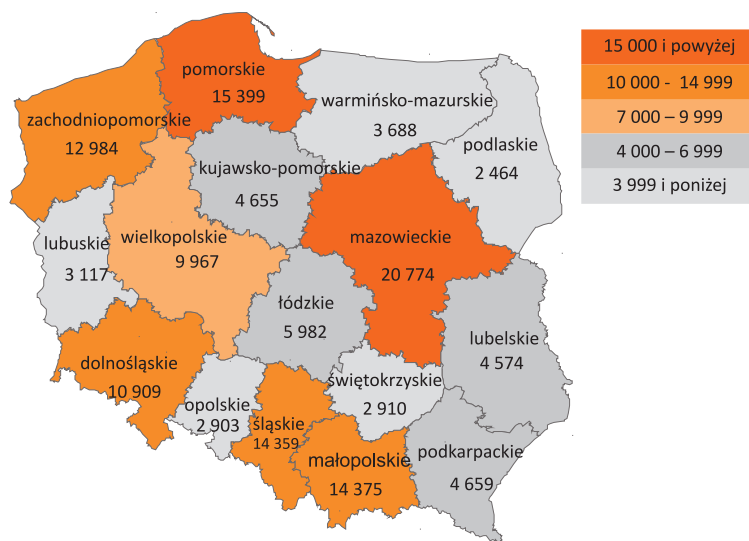 pomorskie
15 399
warmińsko-mazurskie
3 688
zachodniopomorskie
12 984
podlaskie
2 464
kujawsko-pomorskie
4 655
lubuskie
3 117
wielkopolskie
9 967
mazowieckie
20 774
łódzkie
5 982
lubelskie
4 574
dolnośląskie
10 909
opolskie
2 903
śląskie
14 359
świętokrzyskie
2 910
małopolskie
14 375
podkarpackie
4 659
15 000 i powyżej
10 000 - 14 999
7 000 – 9 999
4 000 – 6 999
3 999 i poniżej